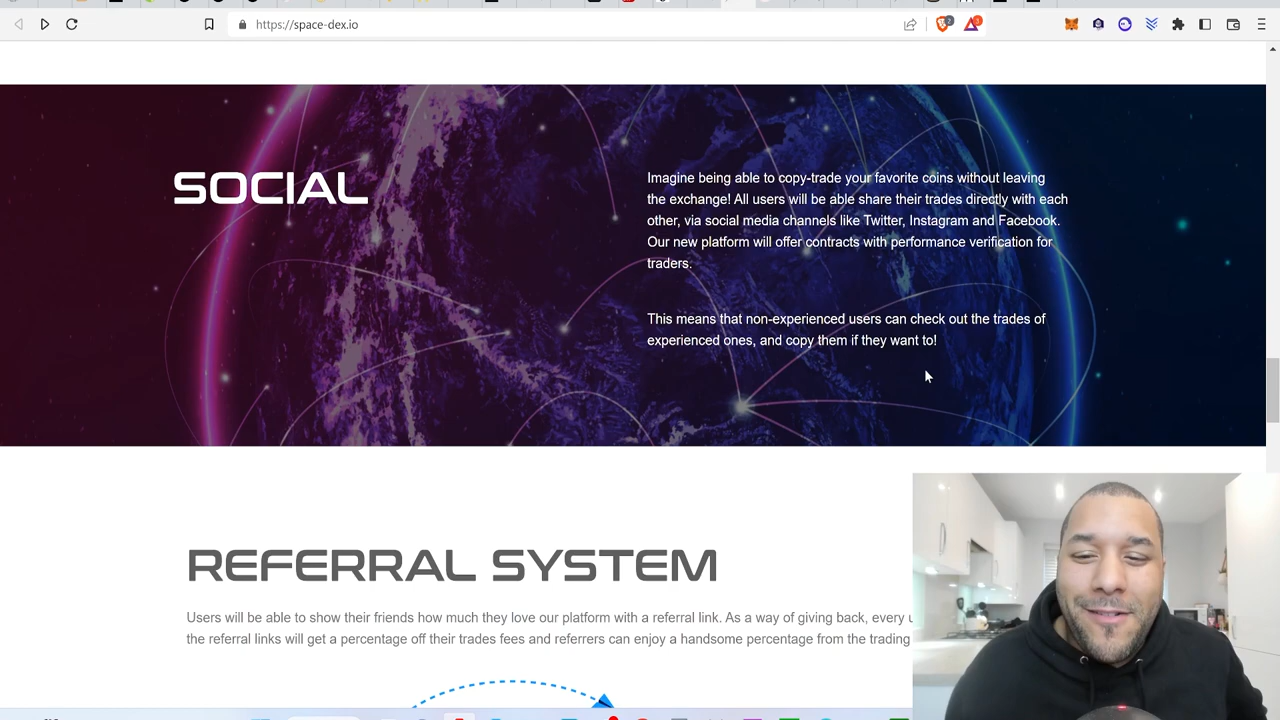 https://space-dex.io
2
3
SOCIAL
Imagine being able to copy-trade your favorite coins without leaving
the exchange! All users will be able share their trades directly with each
other, via social media channels like Twitter, Instagram and Facebook.
Our new platform will offer contracts with performance verification for
traders.
This means that non-experienced users can check out the trades of
experienced ones, and copy them if they want to!
REFERRAL SYSTEM
Users will be able to show their friends how much they love our platform with a referral link. As a way of giving back, every
the referral links will get a percentage off their trades fees and referrers can enjoy a handsome percentage from the trading